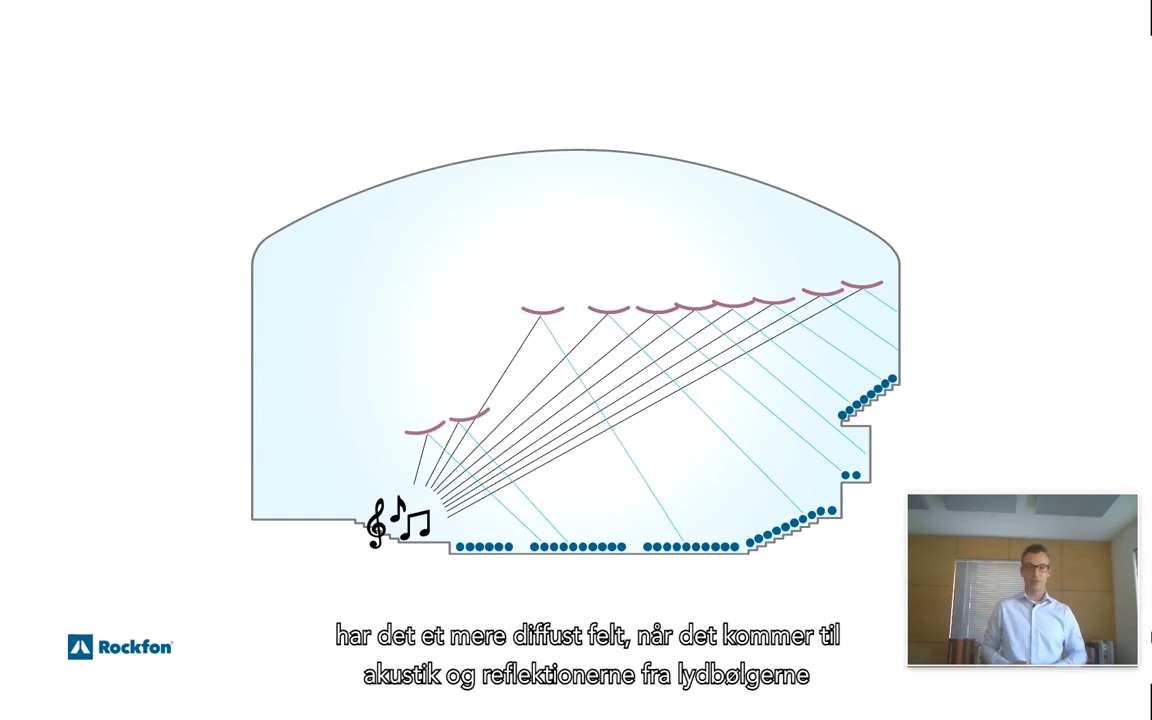 Rockfon
har det et mere diffust felt, når det kommer til
akustik og reflektionerne fra lydbølgerne